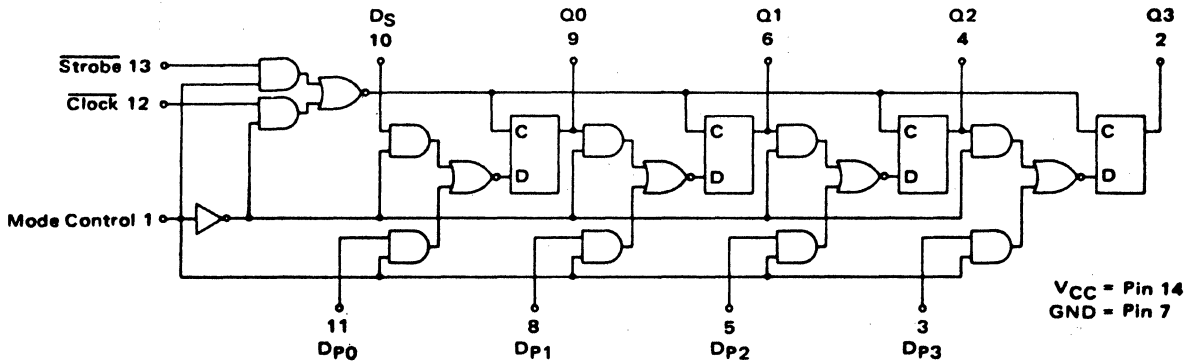 DS Q0 Q1 Q2 Q3
10 9 6 4 2
Strobe 13
Clock 12
C C C C
D D D D
Mode Control 1
VCC = Pin 14
GND = Pin 7
11 8 5 3
DP0 DP1 DP2 DP3